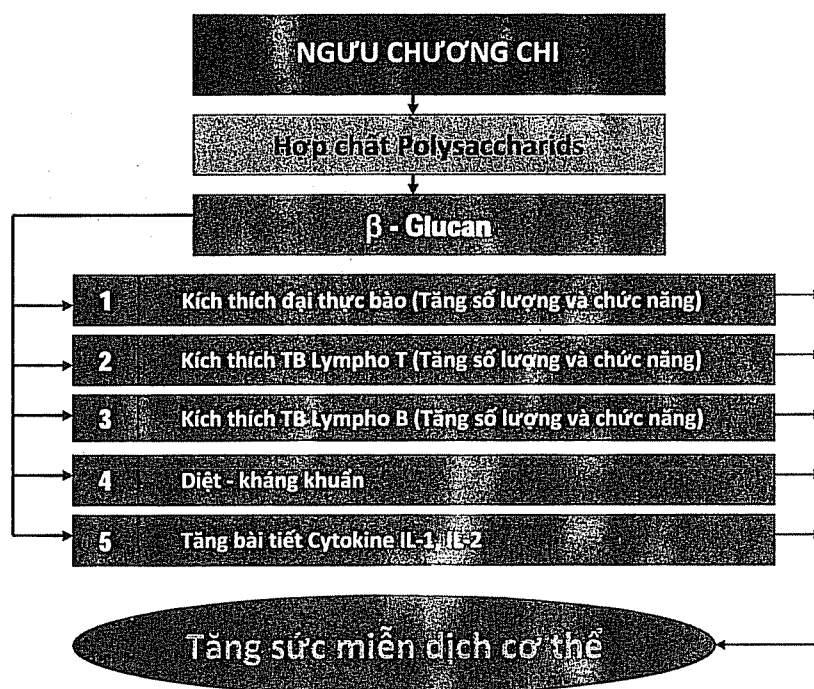 NGƯU CHƯƠNG CHI
Hợp chất Polysaccharids
β - Glucan
1 Kích thích đại thực bào (Tăng số lượng và chức năng)
2 Kích thích TB Lympho T (Tăng số lượng và chức năng)
3 Kích thích TB Lympho B (Tăng số lượng và chức năng)
4 Diệt - kháng khuẩn
5 Tăng bài tiết Cytokine IL-1, IL-2
Tăng sức miễn dịch cơ thể